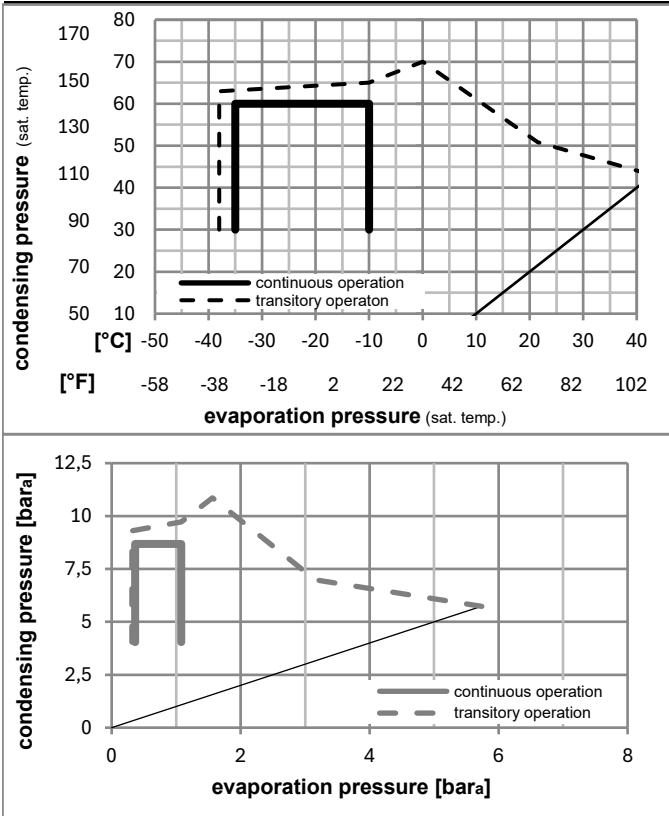 condensing pressure (sat. temp.)
170 80
150 70
60
130 50
110 40
90 30
70 20
50 10
continuous operation
transitory operaton
[°C] -50 -40 -30 -20 -10 0 10 20 30 40
[°F] -58 -38 -18 2 22 42 62 82 102
evaporation pressure (sat. temp.)
condensing pressure [bara]
12,5
10
7,5
5
2,5
0
continuous operation
transitory operation
0 2 4 6 8
evaporation pressure [bara]